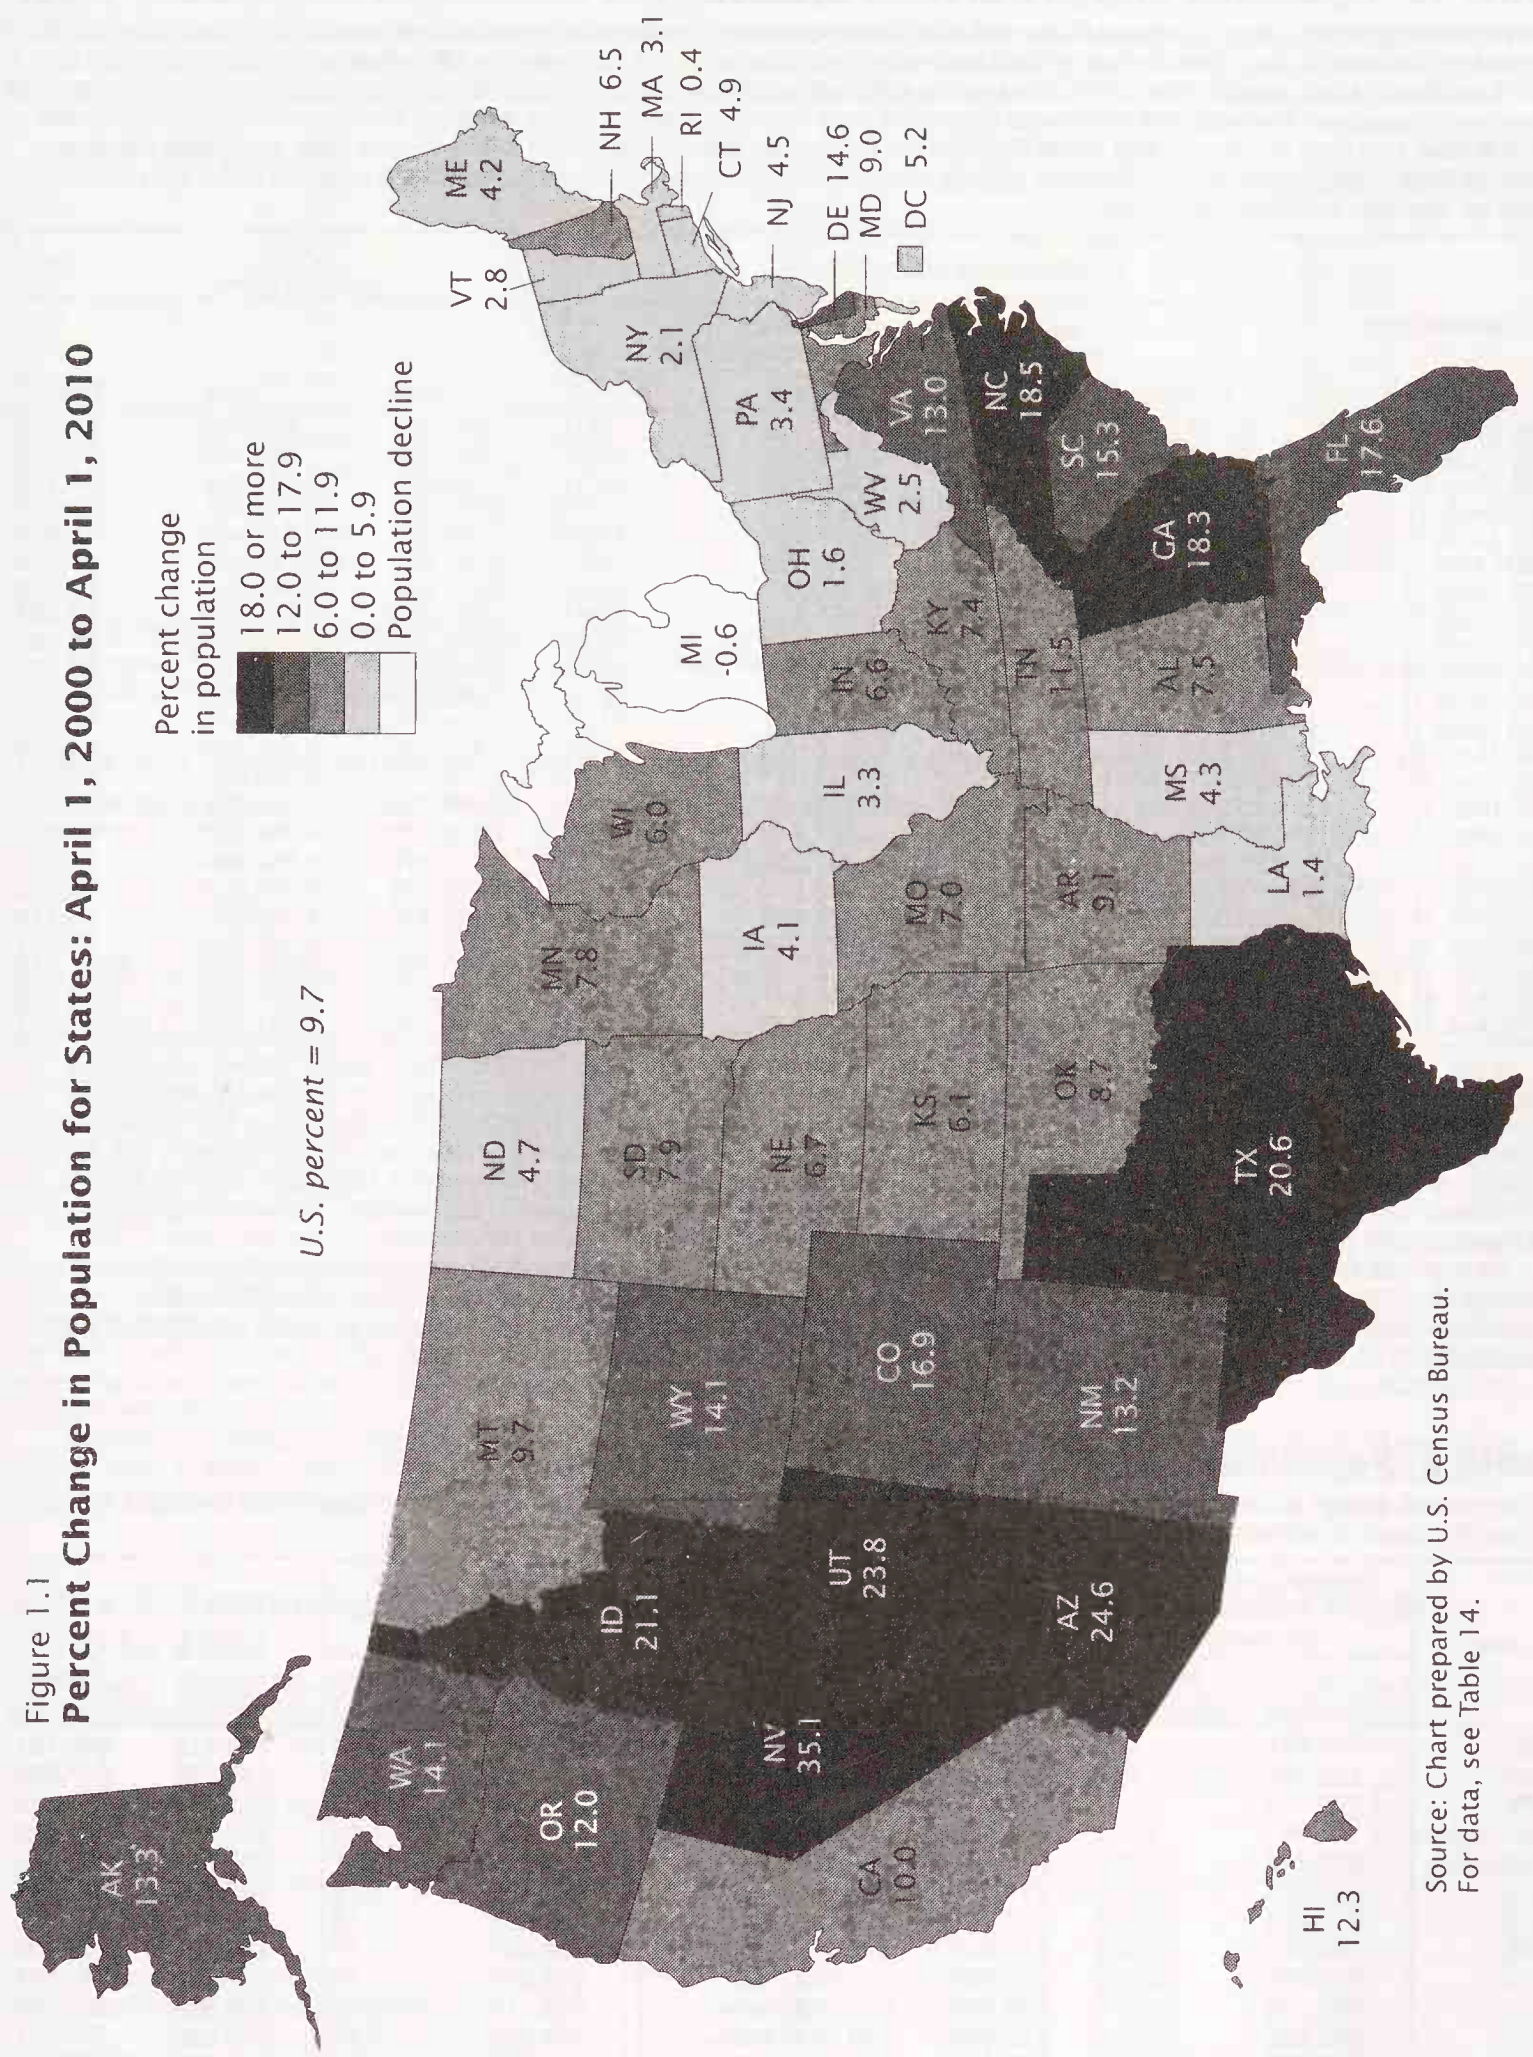 Figure 1.1
Percent Change in Population for States: April 1, 2000 to April 1, 2010
Percent change
in population
18.0 or more
12.0 to 17.9
6.0 to 11.9
0.0 to 5.9
Population decline
U.S. percent = 9.7
AK
13.3
WA
14.1
OR
12.0
CA
10.0
NV
35.1
ID
21.1
UT
23.8
AZ
24.6
MT
9.7
WY
14.1
CO
16.9
NM
13.2
ND
4.7
SD
7.9
NE
6.7
KS
6.1
OK
8.7
TX
20.6
MN
7.8
IA
4.1
MO
7.0
AR
9.1
LA
1.4
WI
6.0
IL
3.3
MS
4.3
MI
-0.6
IN
6.6
KY
7.4
TN
11.5
AL
7.5
OH
1.6
WV
2.5
GA
18.3
FL
17.6
SC
15.3
NC
18.5
VA
13.0
PA
3.4
NY
2.1
VT
2.8
ME
4.2
NH 6.5
MA 3.1
RI 0.4
CT 4.9
NJ 4.5
DE 14.6
MD 9.0
DC 5.2
HI
12.3
Source: Chart prepared by U.S. Census Bureau.
For data, see Table 14.